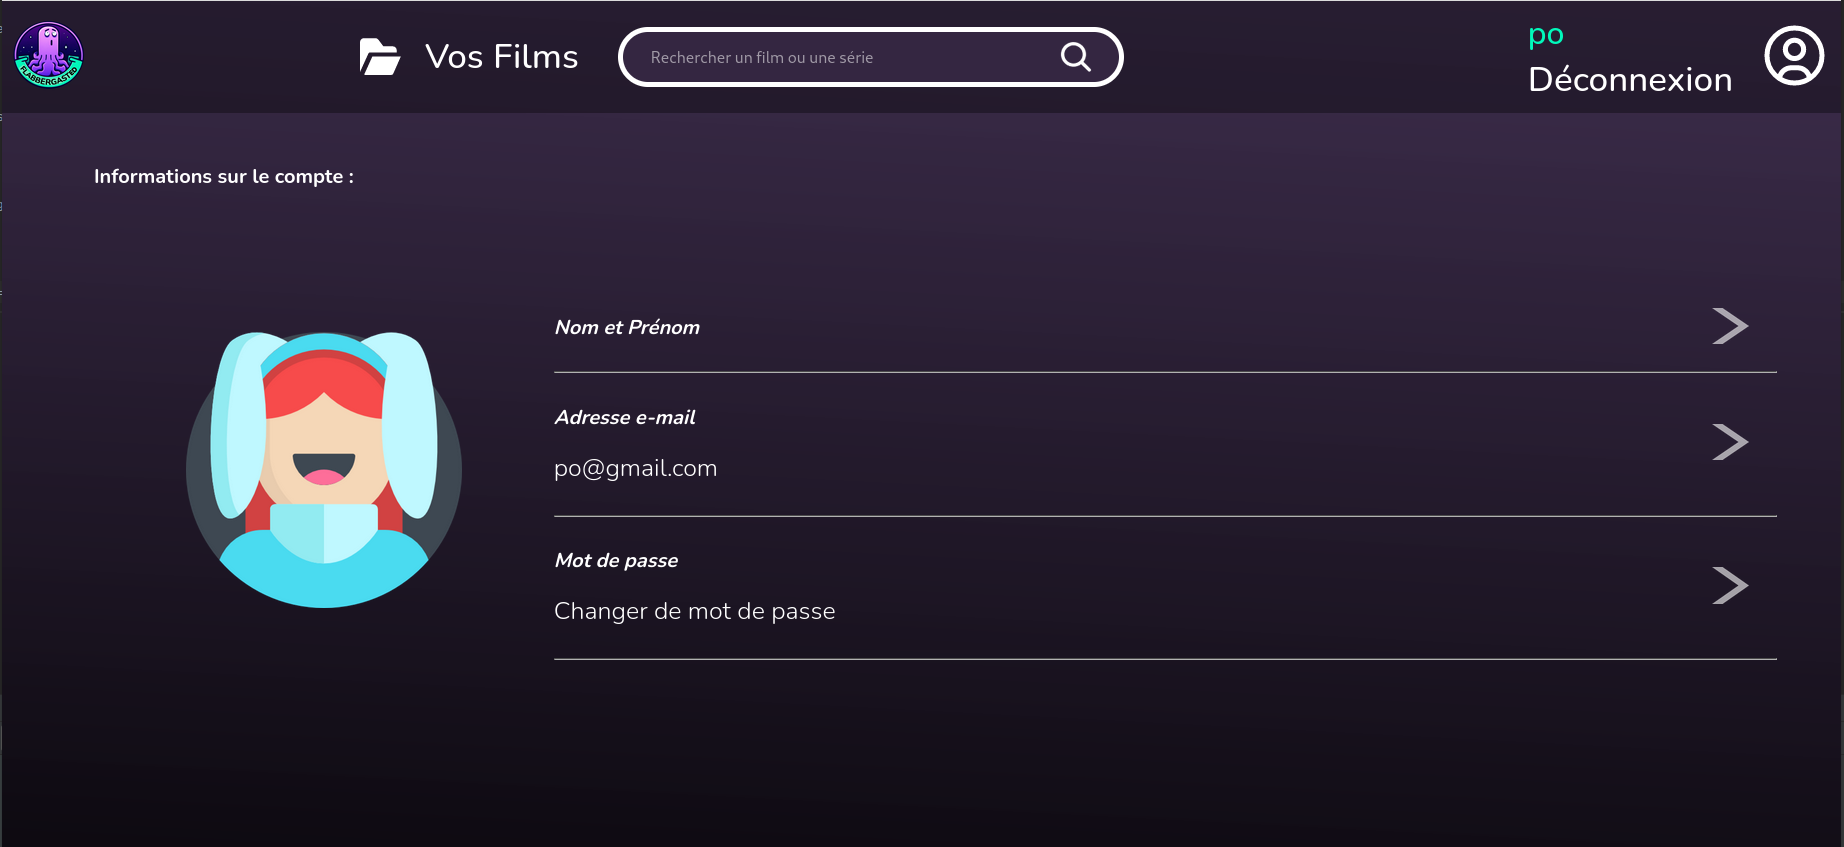 FLABBERGASTED
Vos Films
Rechercher un film ou une série
po
Déconnexion
Informations sur le compte :
Nom et Prénom
Adresse e-mail
po@gmail.com
Mot de passe
Changer de mot de passe